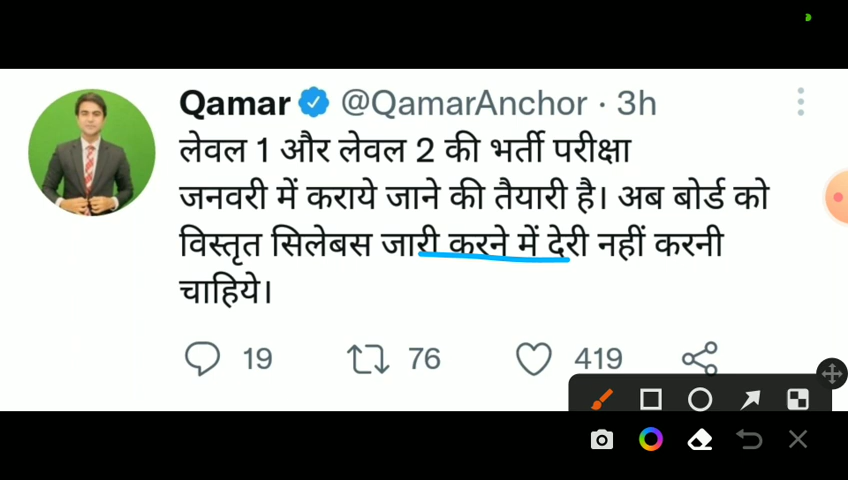 Qamar @QamarAnchor · 3h
लेवल 1 और लेवल 2 की भर्ती परीक्षा
जनवरी में कराये जाने की तैयारी है। अब बोर्ड को
विस्तृत सिलेबस जारी करने में देरी नहीं करनी
चाहिये।
19 76 419